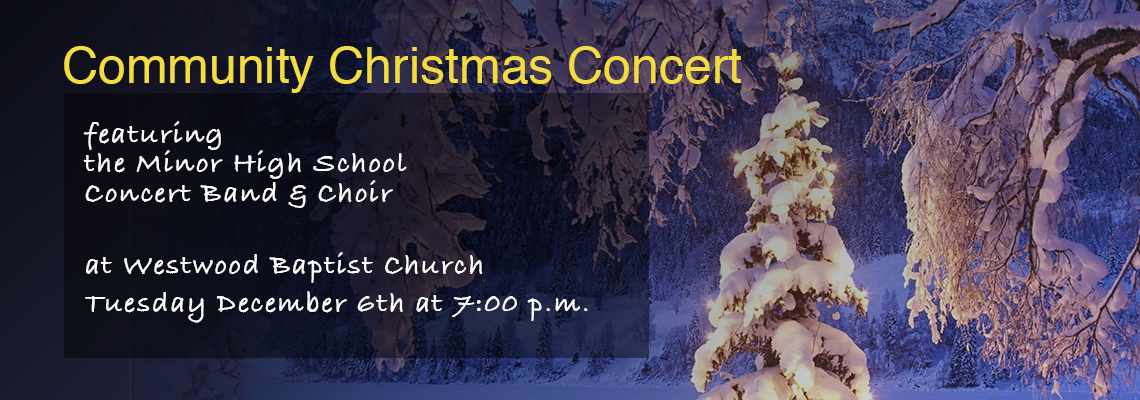 Community Christmas Concert
featuring
the Minor High School
Concert Band & Choir
at Westwood Baptist Church
Tuesday December 6th at 7:00 p.m.